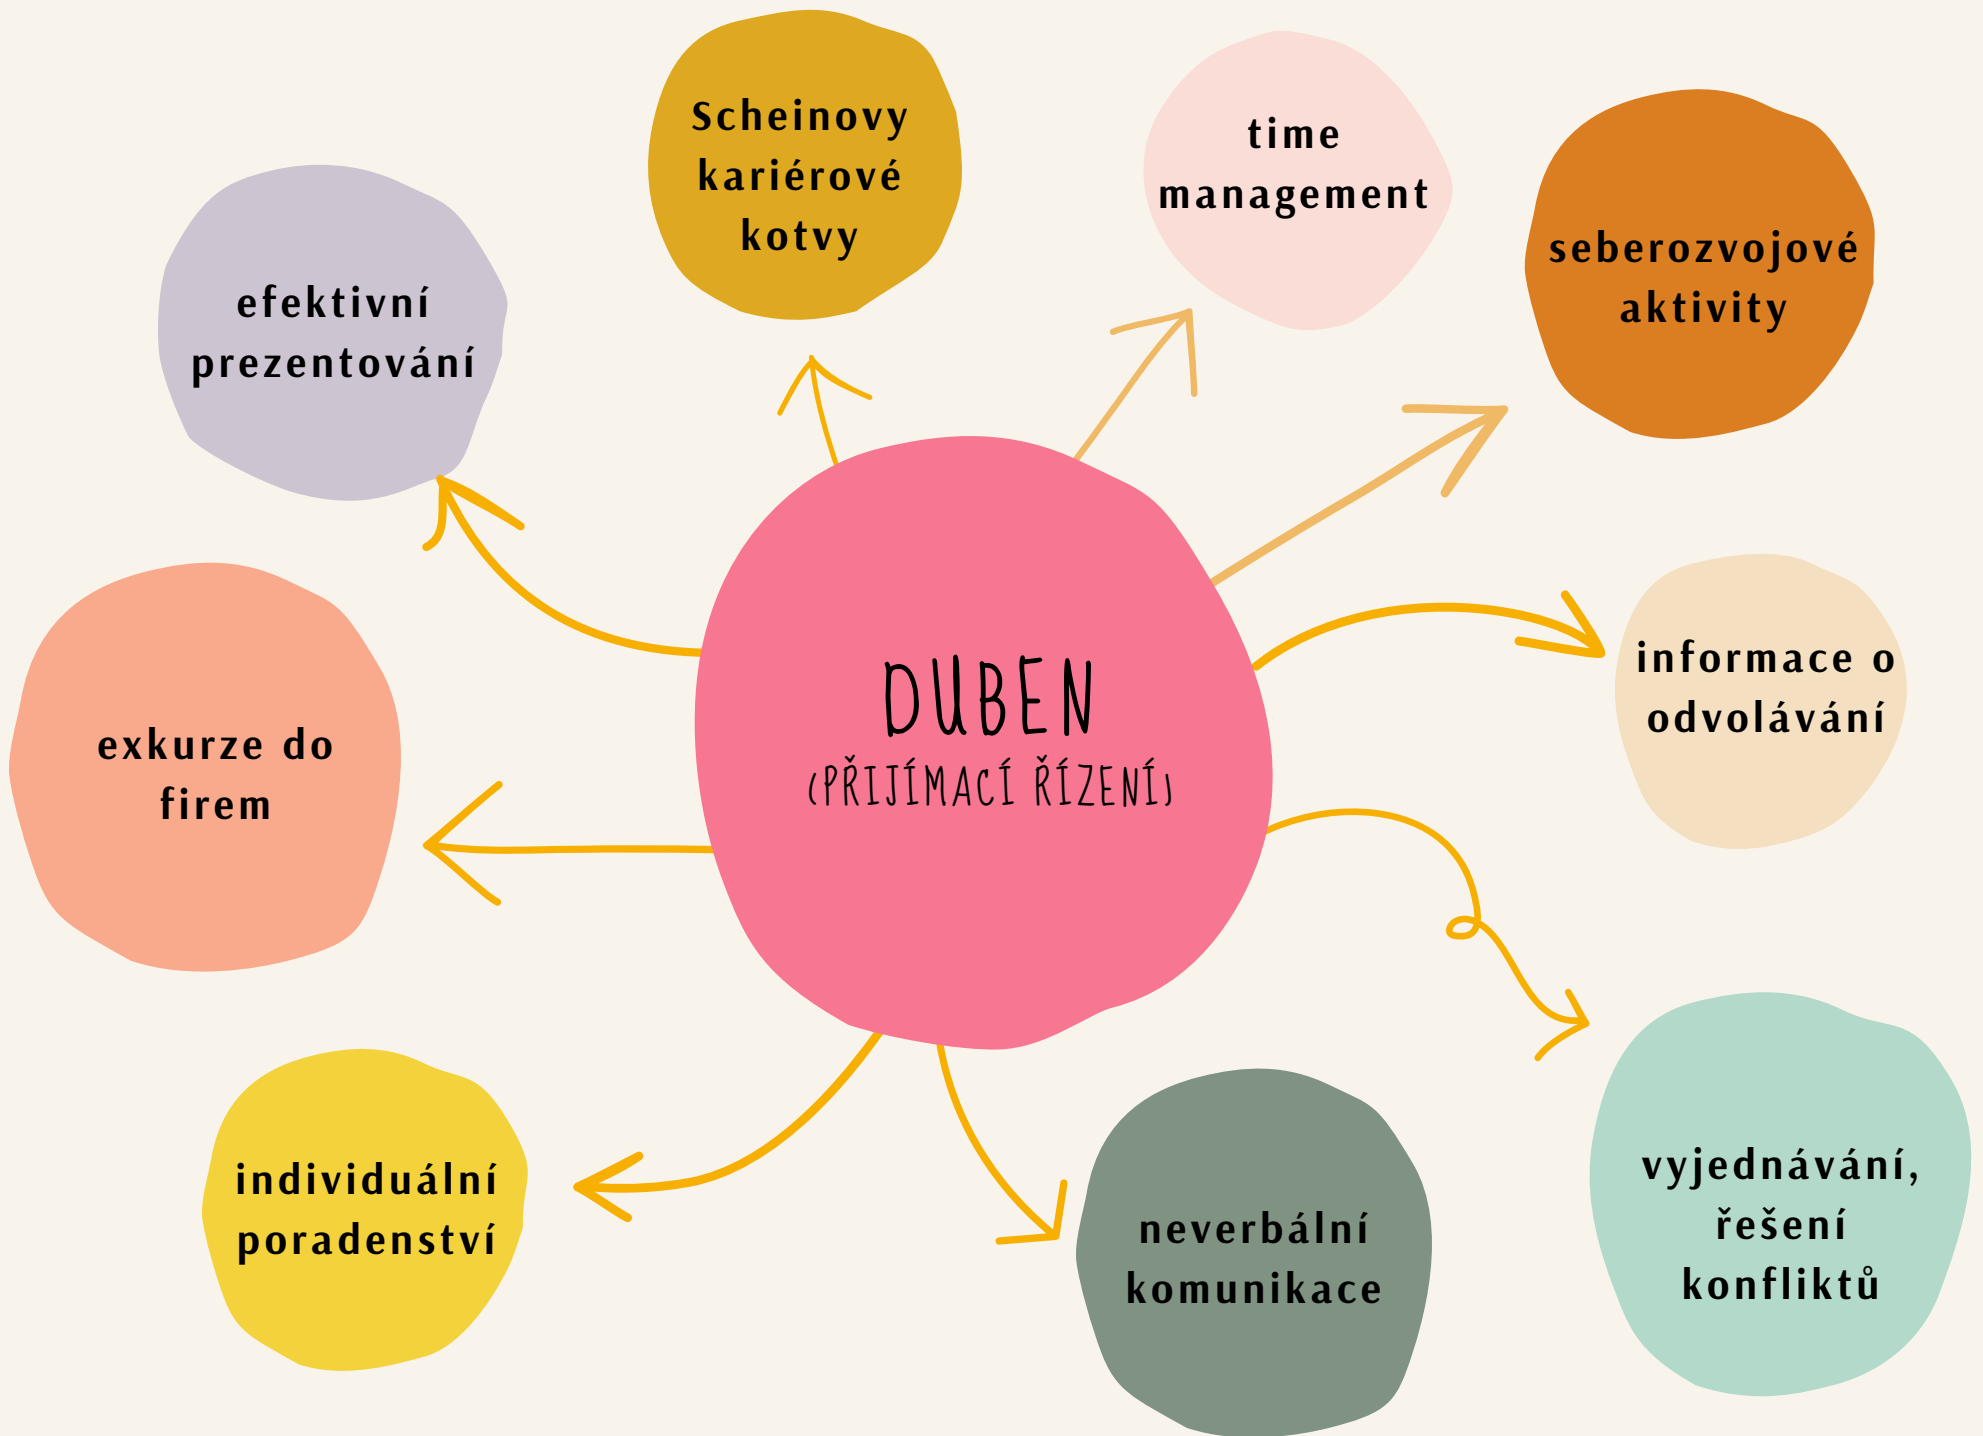 Scheinovy
kariérové
kotvy
time
management
seberozvojové
aktivity
efektivní
prezentování
informace o
odvolávání
DUBEN
(PŘIJÍMACÍ ŘÍZENÍ)
exkurze do
firem
individuální
poradenství
neverbální
komunikace
vyjednávání,
řešení
konfliktů